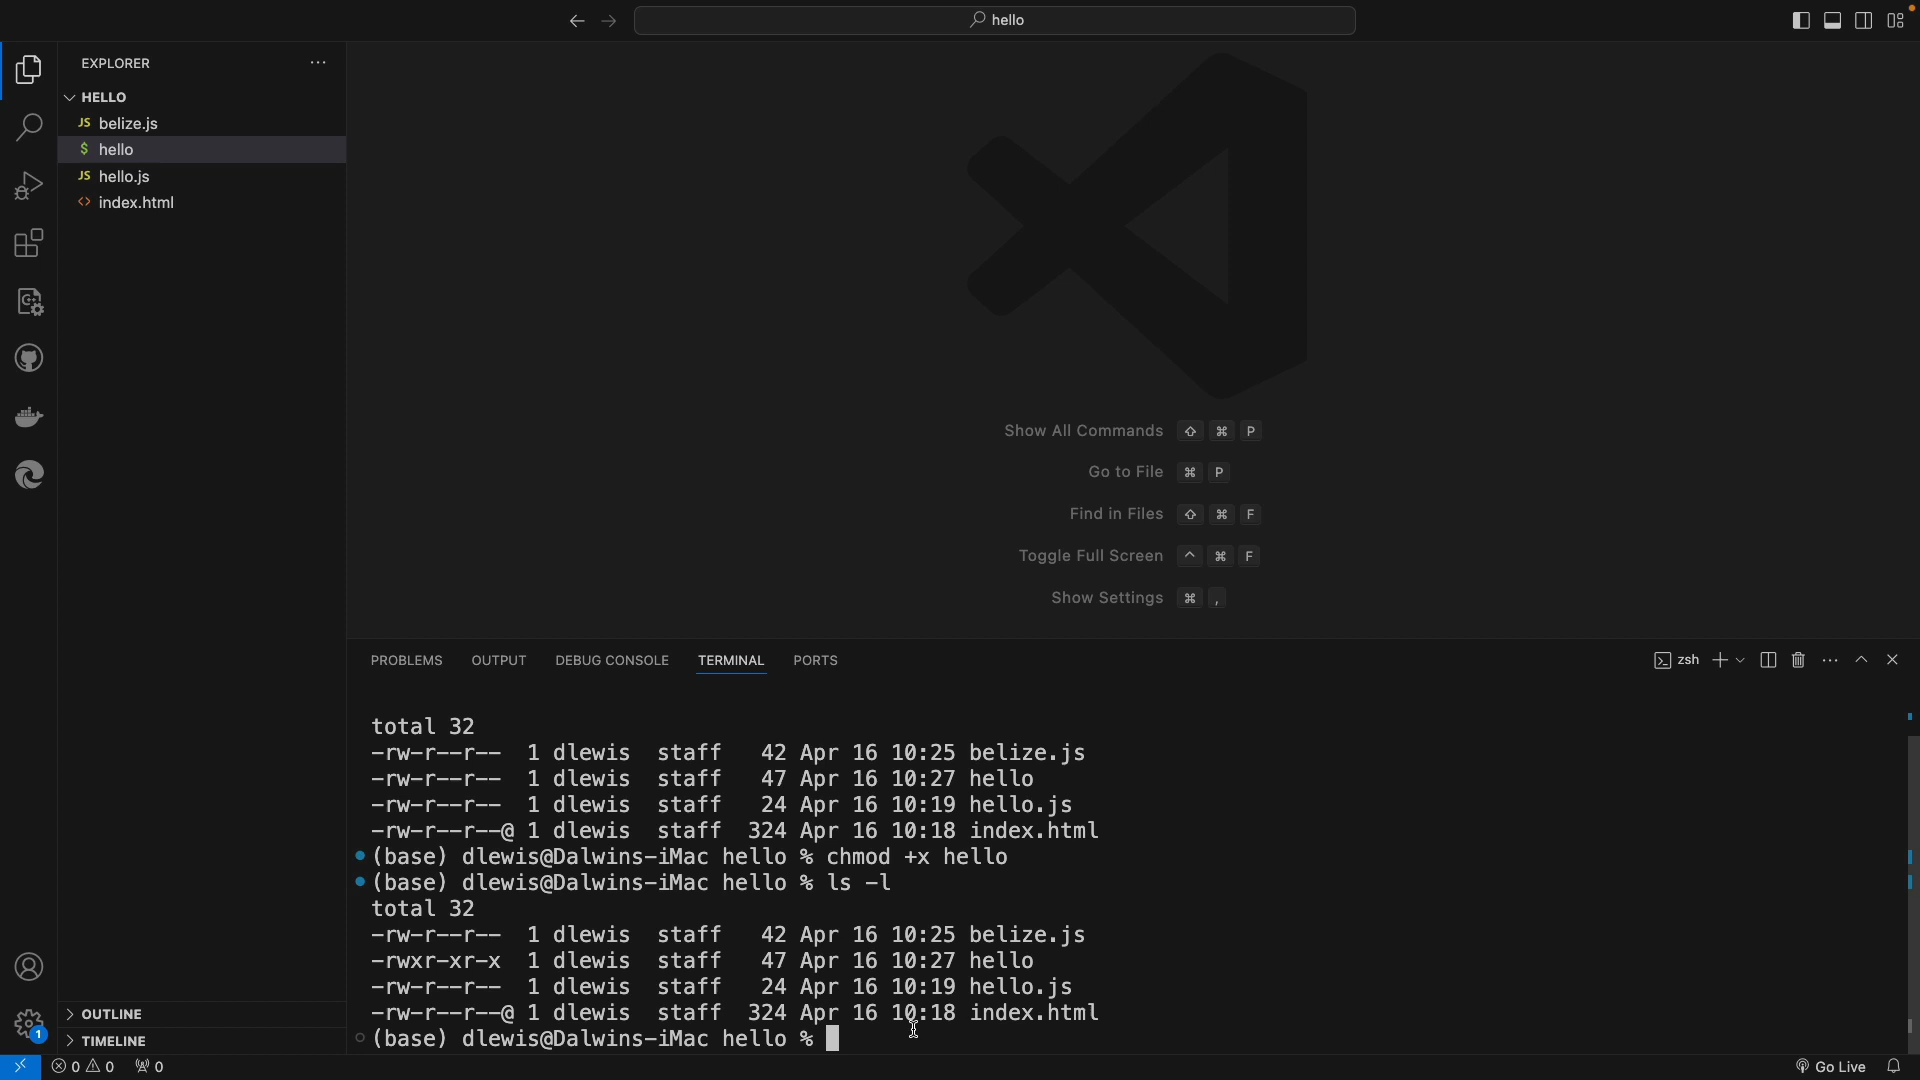 hello
EXPLORER
HELLO
JS belize.js
$ hello
JS hello.js
<> index.html
Show All Commands ⇧ ⌘ P
Go to File ⌘ P
Find in Files ⇧ ⌘ F
Toggle Full Screen ^ ⌘ F
Show Settings ⌘ ,
PROBLEMS OUTPUT DEBUG CONSOLE TERMINAL PORTS
zsh
total 32
-rw-r--r-- 1 dlewis staff 42 Apr 16 10:25 belize.js
-rw-r--r-- 1 dlewis staff 47 Apr 16 10:27 hello
-rw-r--r-- 1 dlewis staff 24 Apr 16 10:19 hello.js
-rw-r--r--@ 1 dlewis staff 324 Apr 16 10:18 index.html
(base) dlewis@Dalwins-iMac hello % chmod +x hello
(base) dlewis@Dalwins-iMac hello % ls -l
total 32
-rw-r--r-- 1 dlewis staff 42 Apr 16 10:25 belize.js
-rwxr-xr-x 1 dlewis staff 47 Apr 16 10:27 hello
-rw-r--r-- 1 dlewis staff 24 Apr 16 10:19 hello.js
-rw-r--r--@ 1 dlewis staff 324 Apr 16 10:18 index.html
(base) dlewis@Dalwins-iMac hello %
OUTLINE
TIMELINE
1
0 0 0
Go Live